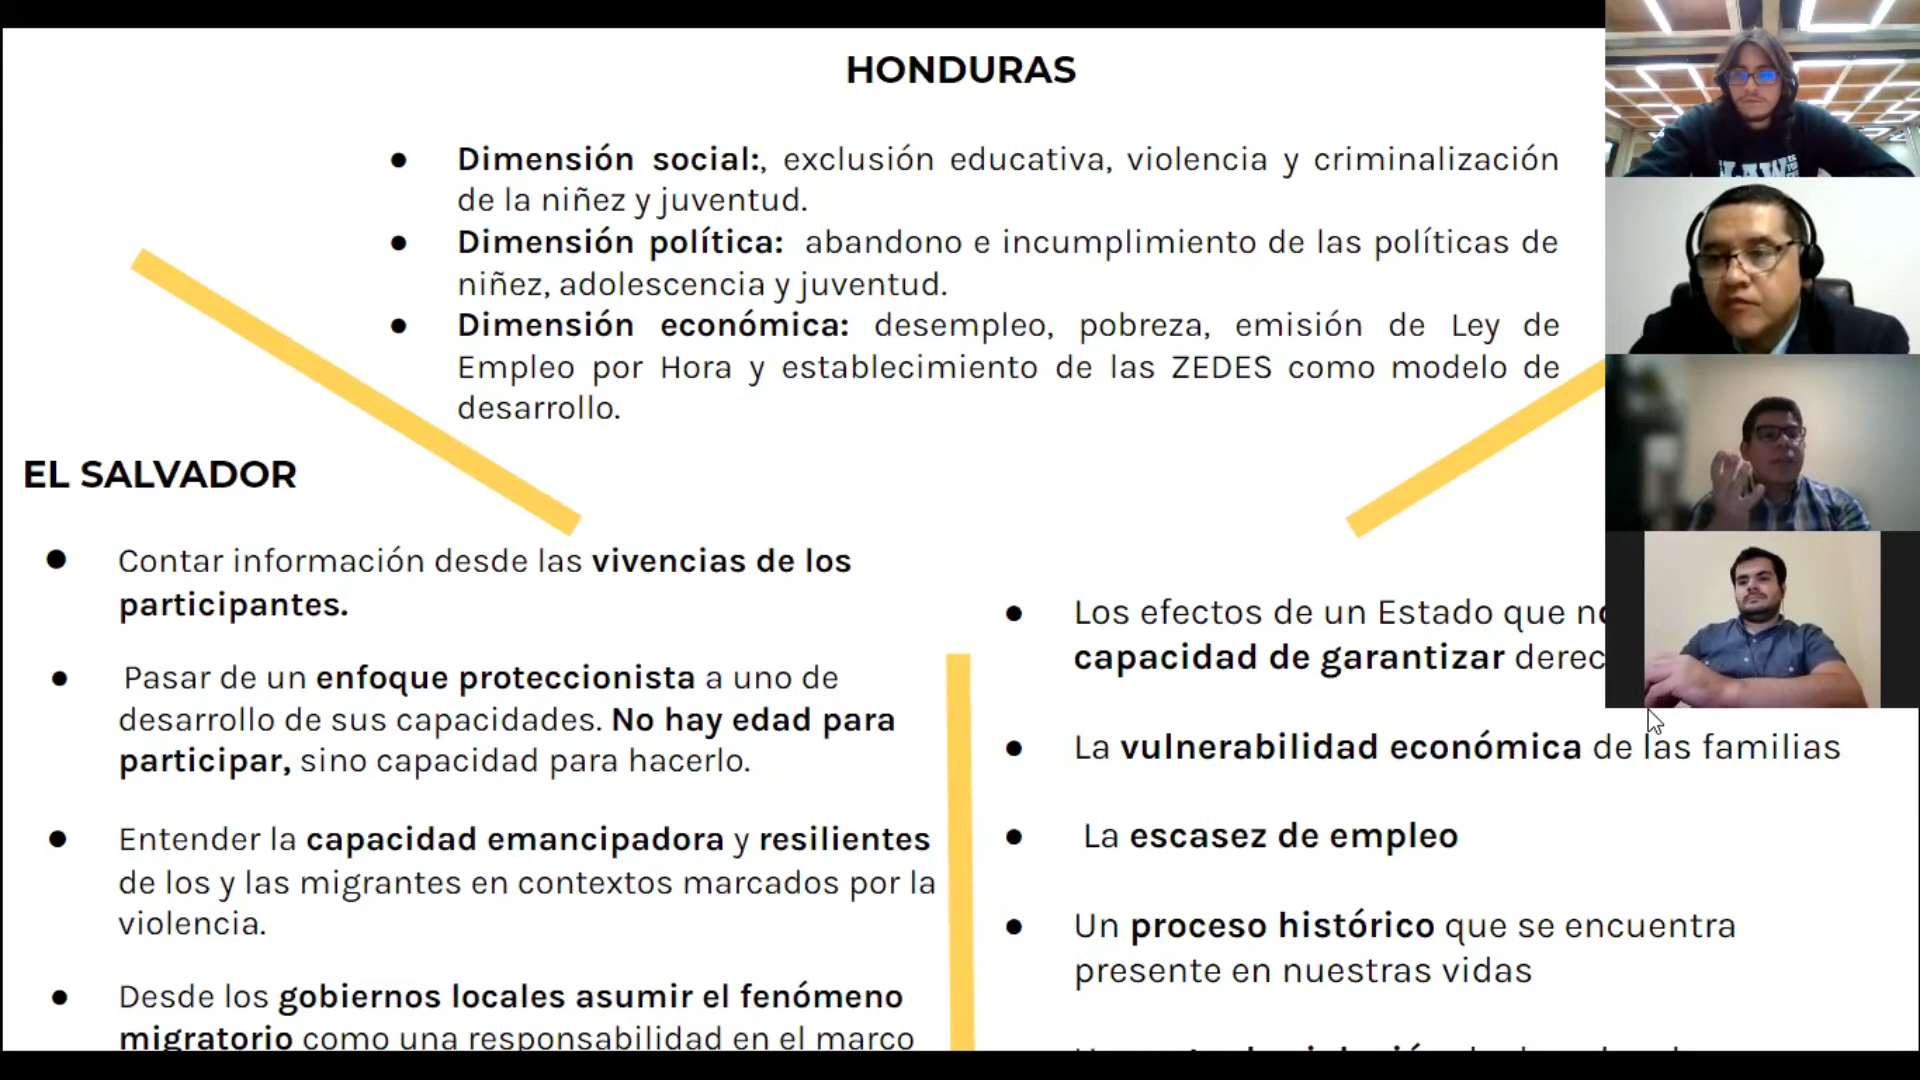 HONDURAS
● Dimensión social:, exclusión educativa, violencia y criminalización
de la niñez y juventud.
● Dimensión política: abandono e incumplimiento de las políticas de
niñez, adolescencia y juventud.
● Dimensión económica: desempleo, pobreza, emisión de Ley de
Empleo por Hora y establecimiento de las ZEDES como modelo de
desarrollo.
EL SALVADOR
● Contar información desde las vivencias de los
participantes.
● Pasar de un enfoque proteccionista a uno de
desarrollo de sus capacidades. No hay edad para
participar, sino capacidad para hacerlo.
● Entender la capacidad emancipadora y resilientes
de los y las migrantes en contextos marcados por la
violencia.
● Desde los gobiernos locales asumir el fenómeno
migratorio como una responsabilidad en el marco
● Los efectos de un Estado que
capacidad de garantizar
● La vulnerabilidad económica de las familias
● La escasez de empleo
● Un proceso histórico que se encuentra
presente en nuestras vidas